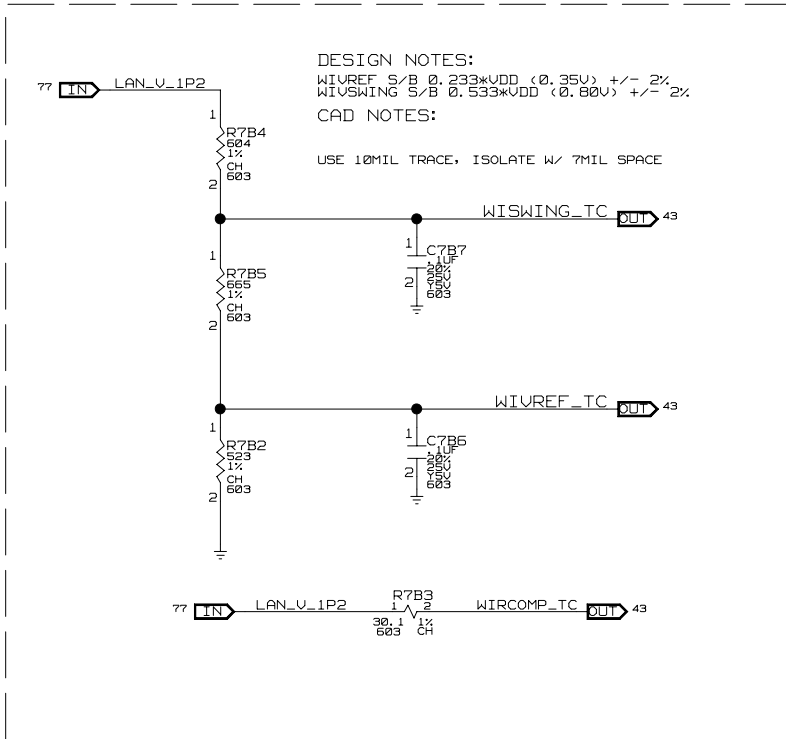 DESIGN NOTES:
WIVREF S/B 0.233*VDD (0.35V) +/- 2%
WIVSWING S/B 0.533*VDD (0.80V) +/- 2%
CAD NOTES:
USE 10MIL TRACE, ISOLATE W/ 7MIL SPACE
77 IN LAN_V_1P2
1
R7B4
604
1%
CH
603
2
WISWING_TC OUT 43
1
R7B5
665
1%
CH
603
2
1
C7B7
.1UF
20%
25V
Y5V
603
2
WIVREF_TC OUT 43
1
R7B2
523
1%
CH
603
2
1
C7B6
.1UF
20%
25V
Y5V
603
2
77 IN LAN_V_1P2
R7B3
1 2
30.1 1%
603 CH
WIRCOMP_TC OUT 43